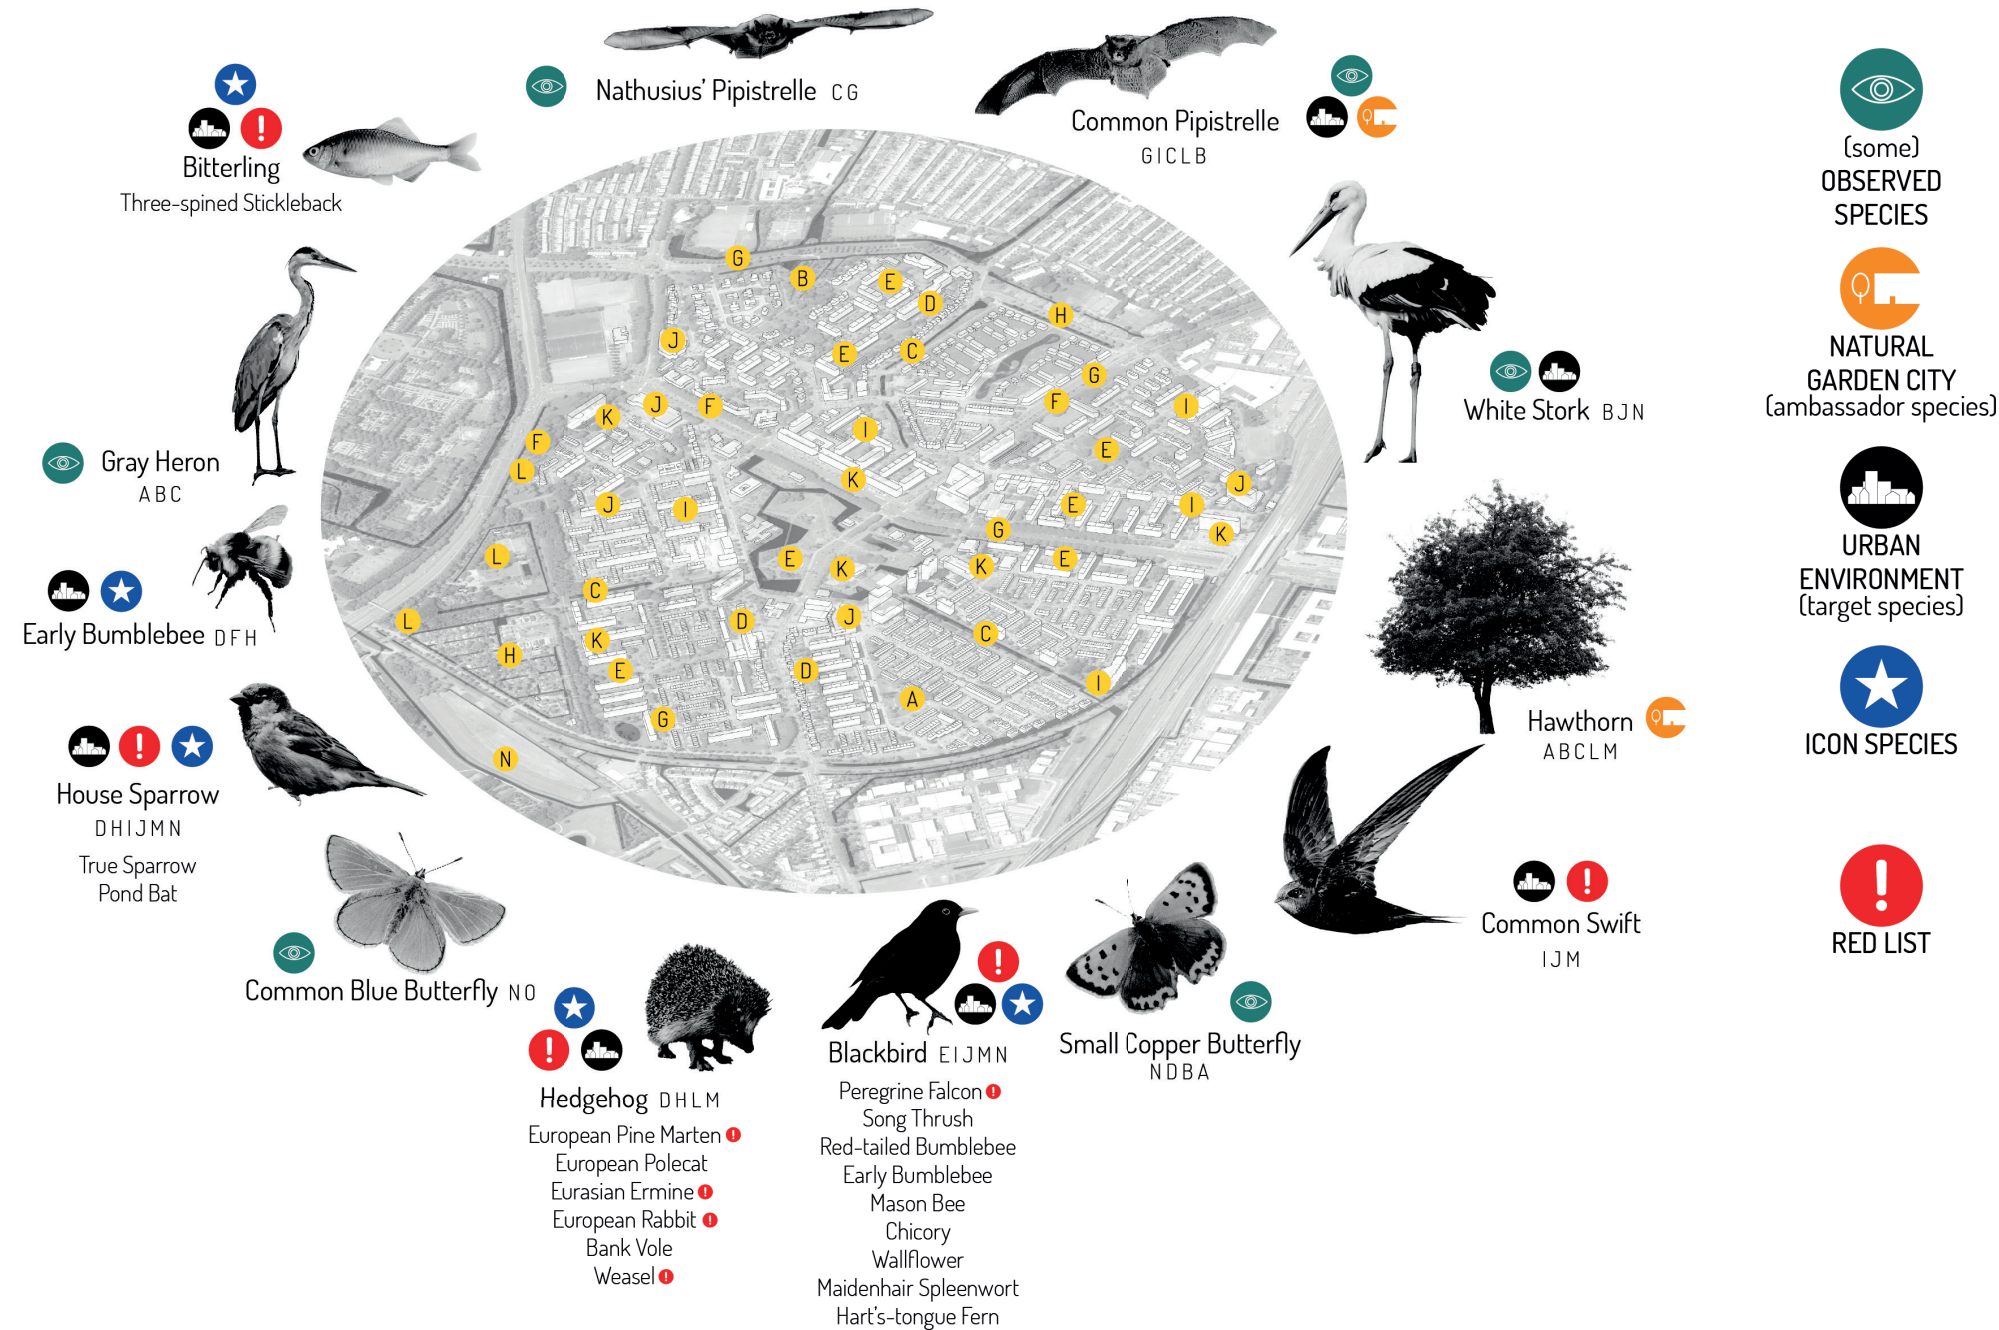 Nathusius' Pipistrelle CG
Common Pipistrelle
GICLB
Bitterling
Three-spined Stickleback
White Stork BJN
Gray Heron
ABC
Early Bumblebee DFH
House Sparrow
DHIJMN
True Sparrow
Pond Bat
Common Blue Butterfly NO
Hedgehog DHLM
European Pine Marten !
European Polecat
Eurasian Ermine !
European Rabbit !
Bank Vole
Weasel !
Blackbird EIJMN
Peregrine Falcon !
Song Thrush
Red-tailed Bumblebee
Early Bumblebee
Mason Bee
Chicory
Wallflower
Maidenhair Spleenwort
Hart's-tongue Fern
Small Copper Butterfly
NDBA
Common Swift
IJM
Hawthorn
ABCLM
G
B
E
D
H
J
E
C
G
F
I
K
J
F
I
E
F
L
K
J
J
I
E
I
G
K
L
E
K
K
E
C
L
D
J
C
H
K
E
D
I
A
G
N
(some)
OBSERVED
SPECIES
NATURAL
GARDEN CITY
(ambassador species)
URBAN
ENVIRONMENT
(target species)
ICON SPECIES
RED LIST